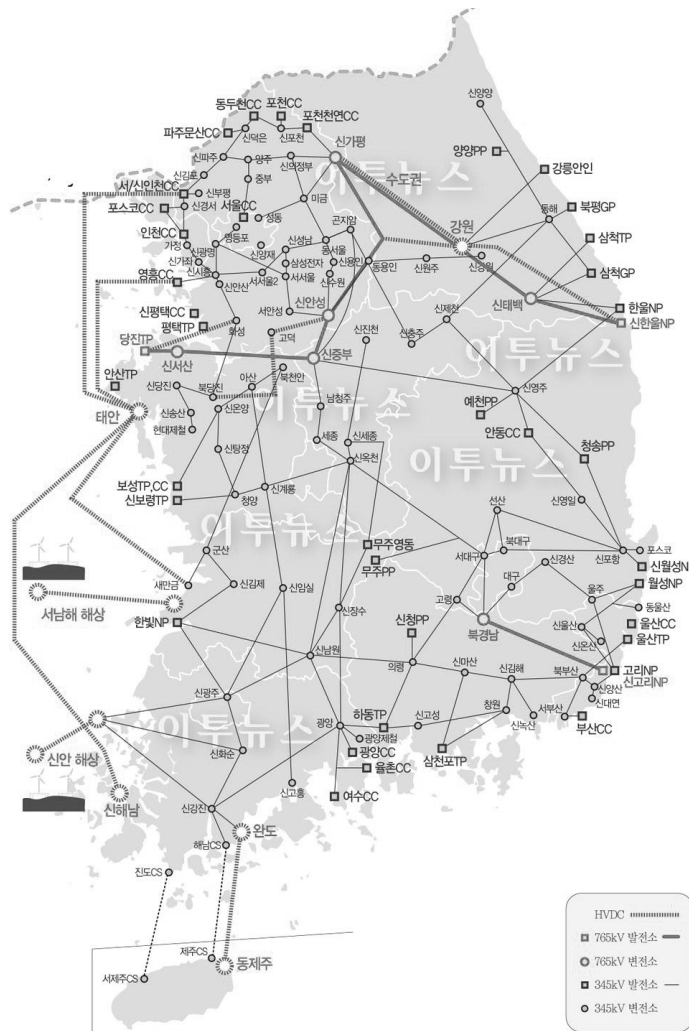 신양양
동두천CC
포천CC
포천천연CC
파주문산CC
신덕은
신포천
신가평
양양PP
신파주
양주
신의정부
수도권
강릉안인
신김포
중부
이투뉴스
서/신인천CC
신부평
미금
포스코CC
신경서
서울CC
정동
곤지암
강원
동해
북평GP
인천CC
영등포
가정
신광명
신양재
신성남
동서울
삼척TP
신가좌
신시흥
삼성전자
신용인
동용인
신원주
영흥CC
서서울2
서서울
신수원
삼척GP
신안산
신안성
신태백
신평택CC
서안성
신제천
한울NP
평택TP
화성
고덕
신한울NP
당진TP
신진천
신충주
이투뉴스
신서산
신중부
안산TP
신당진
북당진
아산
북천안
신영주
태안
신송산
신온양
남청주
이투뉴스
예천PP
현대제철
세종
신세종
안동CC
신탕정
신옥천
청송PP
이투뉴스
보성TP,CC
신계룡
신보령TP
청양
선산
신영일
이투뉴스
군산
무주영동
서대구
북대구
신포항
포스코
무주PP
신경산
신월성N
새만금
신김제
신암실
대구
월성NP
서남해 해상
신장수
고령
울주
동울산
한빛NP
신청PP
북경남
신울산
울산CC
신온산
울산TP
신남원
의령
신마산
신김해
북부산
고리NP
신고리NP
신광주
신양산
이투뉴스
광양
하동TP
신고성
창원
신녹산
서부산
신대연
부산CC
광양제철
신안 해상
신화순
광양CC
삼천포TP
율촌CC
신해남
신고흥
여수CC
신강진
완도
해남CS
진도CS
제주CS
동제주
서제주CS
HVDC
765kV 발전소
765kV 변전소
345kV 발전소
345kV 변전소